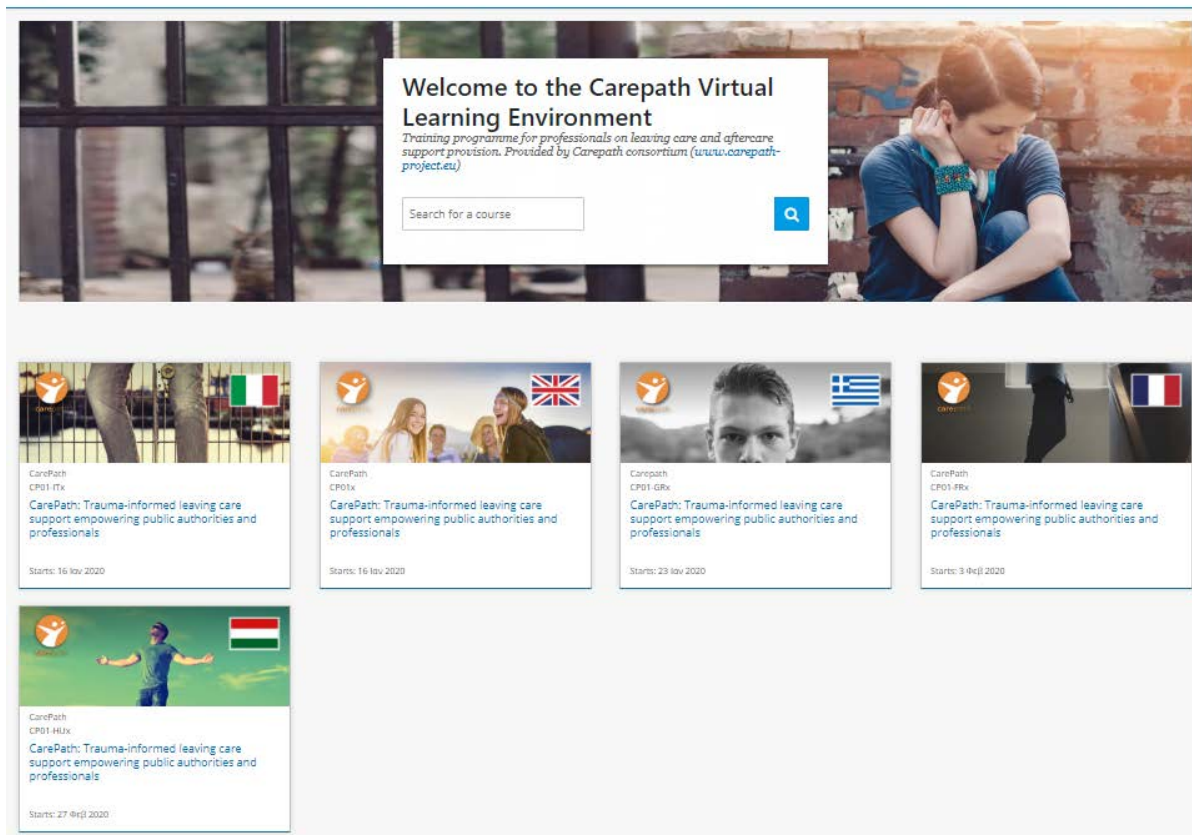 Welcome to the Carepath Virtual
Learning Environment
Training programme for professionals on leaving care and aftercare
support provision. Provided by Carepath consortium (www.carepath-
project.eu)
Search for a course
carepath
CarePath
CP01-ITx
CarePath: Trauma-informed leaving care
support empowering public authorities and
professionals
Starts: 16 Ιαν 2020
carepath
CarePath
CP01x
CarePath: Trauma-informed leaving care
support empowering public authorities and
professionals
Starts: 16 Ιαν 2020
carepath
Carepath
CP01-GRx
CarePath: Trauma-informed leaving care
support empowering public authorities and
professionals
Starts: 23 Ιαν 2020
carepath
CarePath
CP01-FRx
CarePath: Trauma-informed leaving care
support empowering public authorities and
professionals
Starts: 3 Φεβ 2020
carepath
CarePath
CP01-HUx
CarePath: Trauma-informed leaving care
support empowering public authorities and
professionals
Starts: 27 Φεβ 2020